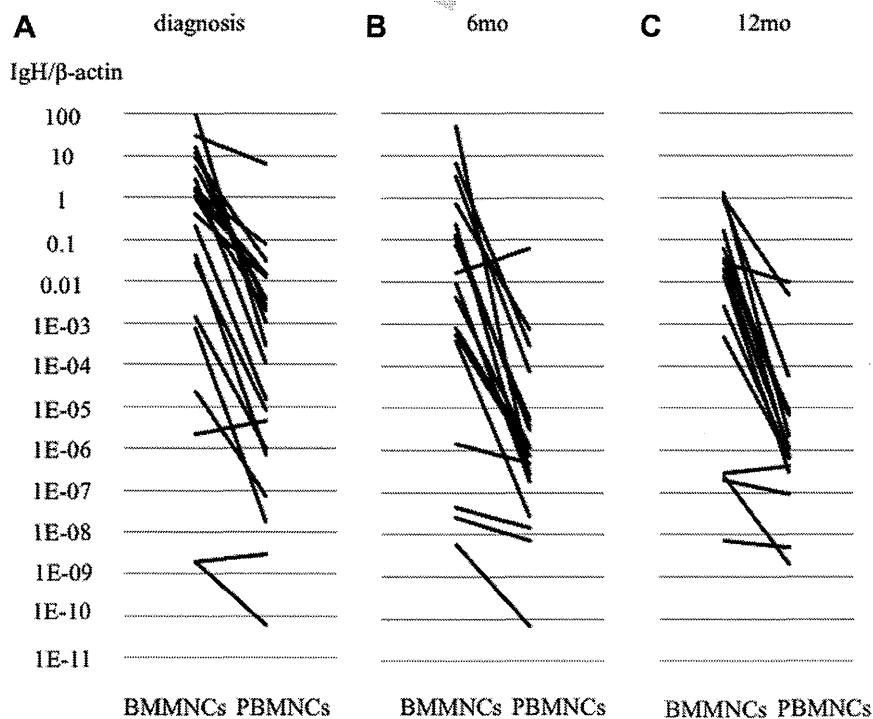 A diagnosis B 6mo C 12mo
IgH/β-actin
100
10
1
0.1
0.01
1E-03
1E-04
1E-05
1E-06
1E-07
1E-08
1E-09
1E-10
1E-11
BMMNCs PBMNCs BMMNCs PBMNCs BMMNCs PBMNCs